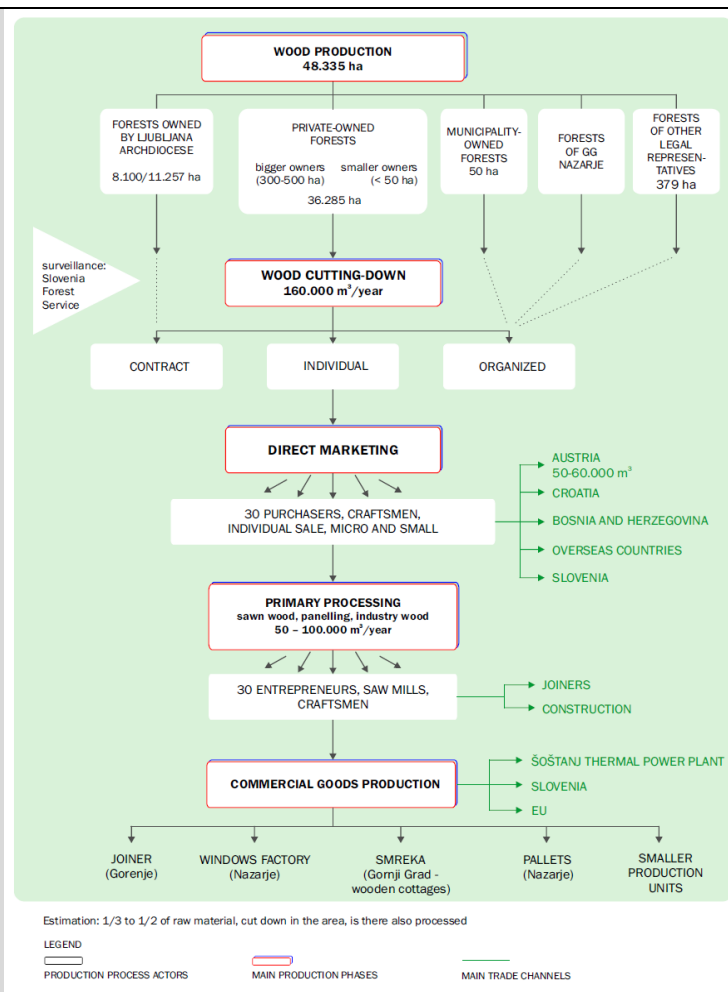 WOOD PRODUCTION
48.335 ha
FORESTS OWNED
BY LJUBLJANA
ARCHDIOCESE
8.100/11.257 ha
PRIVATE-OWNED
FORESTS
bigger owners
(300-500 ha)
smaller owners
(< 50 ha)
36.285 ha
MUNICIPALITY-
OWNED
FORESTS
50 ha
FORESTS
OF GG
NAZARJE
FORESTS
OF OTHER
LEGAL
REPRESEN-
TATIVES
379 ha
surveillance:
Slovenia
Forest
Service
WOOD CUTTING-DOWN
160.000 m³/year
CONTRACT
INDIVIDUAL
ORGANIZED
DIRECT MARKETING
30 PURCHASERS, CRAFTSMEN,
INDIVIDUAL SALE, MICRO AND SMALL
AUSTRIA
50-60.000 m³
CROATIA
BOSNIA AND HERZEGOVINA
OVERSEAS COUNTRIES
SLOVENIA
PRIMARY PROCESSING
sawn wood, panelling, industry wood
50 – 100.000 m³/year
30 ENTREPRENEURS, SAW MILLS,
CRAFTSMEN
JOINERS
CONSTRUCTION
COMMERCIAL GOODS PRODUCTION
ŠOŠTANJ THERMAL POWER PLANT
SLOVENIA
EU
JOINER
(Gorenje)
WINDOWS FACTORY
(Nazarje)
SMREKA
(Gornji Grad -
wooden cottages)
PALLETS
(Nazarje)
SMALLER
PRODUCTION
UNITS
Estimation: 1/3 to 1/2 of raw material, cut down in the area, is there also processed
LEGEND
PRODUCTION PROCESS ACTORS
MAIN PRODUCTION PHASES
MAIN TRADE CHANNELS